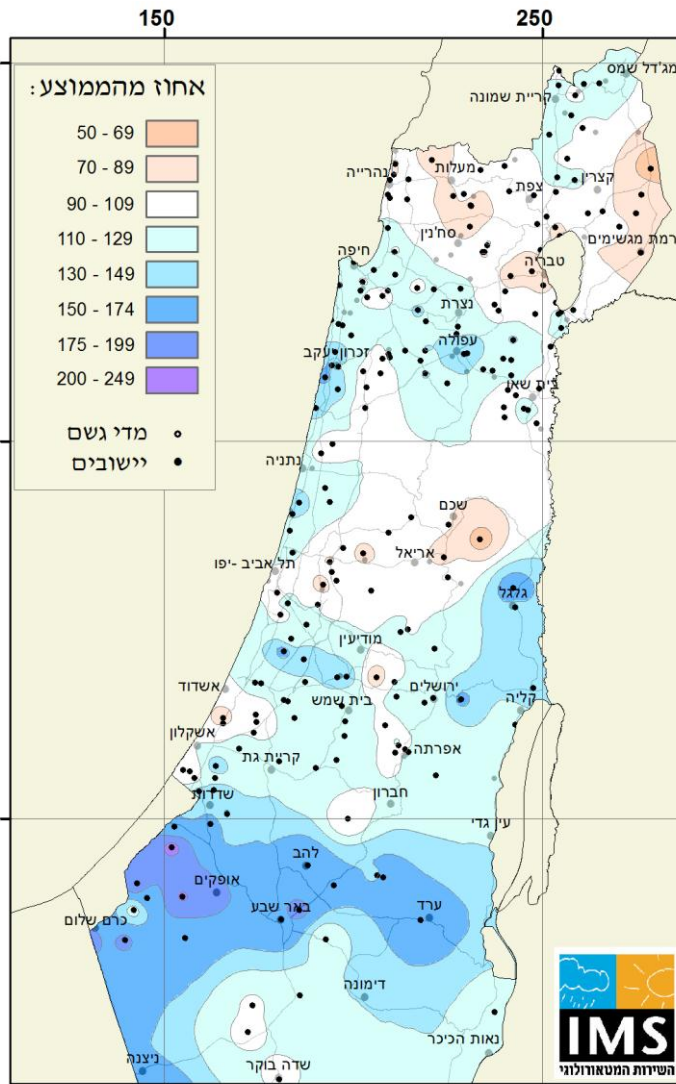 150
250
אחוז מהממוצע:
50 - 69
70 - 89
90 - 109
110 - 129
130 - 149
150 - 174
175 - 199
200 - 249
מדי גשם
יישובים
מג'דל שמס
קריית שמונה
נהרייה
מעלות
צפת
קצרין
סח'נין
רמת מגשימים
חיפה
טבריה
נצרת
זכרון יעקב
עפולה
בית שאן
נתניה
שכם
אריאל
תל אביב -יפו
גלגל
מודיעין
אשדוד
ירושלים
קליה
בית שמש
אשקלון
אפרתה
קריית גת
חברון
שדרות
עין גדי
להב
אופקים
ערד
באר שבע
כרם שלום
דימונה
נאות הכיכר
שדה בוקר
ניצנה
IMS
השירות המטאורולוגי